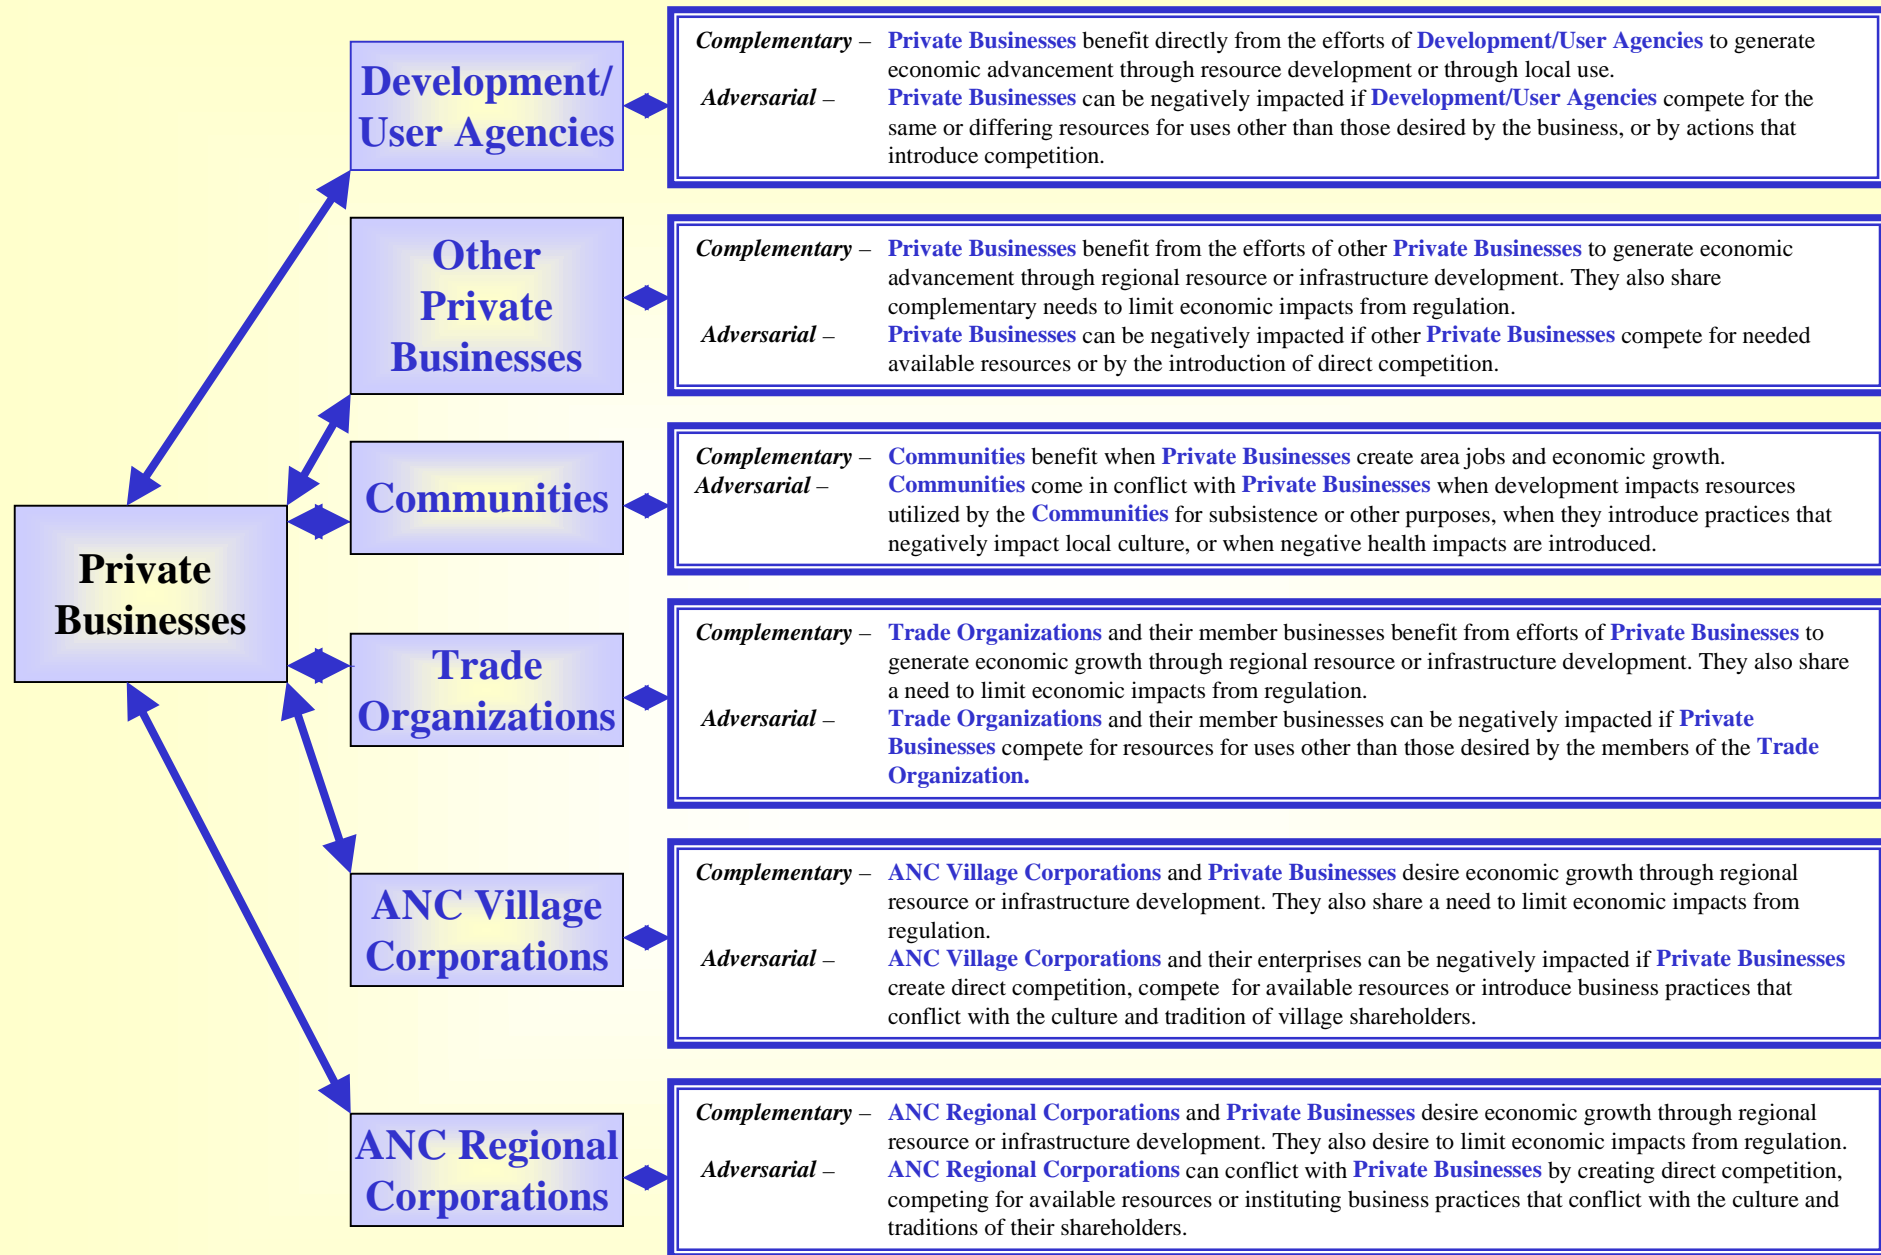 Development/
User Agencies
Complementary – Private Businesses benefit directly from the efforts of Development/User Agencies to generate
economic advancement through resource development or through local use.
Adversarial – Private Businesses can be negatively impacted if Development/User Agencies compete for the
same or differing resources for uses other than those desired by the business, or by actions that
introduce competition.
Other
Private
Businesses
Complementary – Private Businesses benefit from the efforts of other Private Businesses to generate economic
advancement through regional resource or infrastructure development. They also share
complementary needs to limit economic impacts from regulation.
Adversarial – Private Businesses can be negatively impacted if other Private Businesses compete for needed
available resources or by the introduction of direct competition.
Communities
Complementary – Communities benefit when Private Businesses create area jobs and economic growth.
Adversarial – Communities come in conflict with Private Businesses when development impacts resources
utilized by the Communities for subsistence or other purposes, when they introduce practices that
negatively impact local culture, or when negative health impacts are introduced.
Private
Businesses
Trade
Organizations
Complementary – Trade Organizations and their member businesses benefit from efforts of Private Businesses to
generate economic growth through regional resource or infrastructure development. They also share
a need to limit economic impacts from regulation.
Adversarial – Trade Organizations and their member businesses can be negatively impacted if Private
Businesses compete for resources for uses other than those desired by the members of the Trade
Organization.
ANC Village
Corporations
Complementary – ANC Village Corporations and Private Businesses desire economic growth through regional
resource or infrastructure development. They also share a need to limit economic impacts from
regulation.
Adversarial – ANC Village Corporations and their enterprises can be negatively impacted if Private Businesses
create direct competition, compete for available resources or introduce business practices that
conflict with the culture and tradition of village shareholders.
ANC Regional
Corporations
Complementary – ANC Regional Corporations and Private Businesses desire economic growth through regional
resource or infrastructure development. They also desire to limit economic impacts from regulation.
Adversarial – ANC Regional Corporations can conflict with Private Businesses by creating direct competition,
competing for available resources or instituting business practices that conflict with the culture and
traditions of their shareholders.